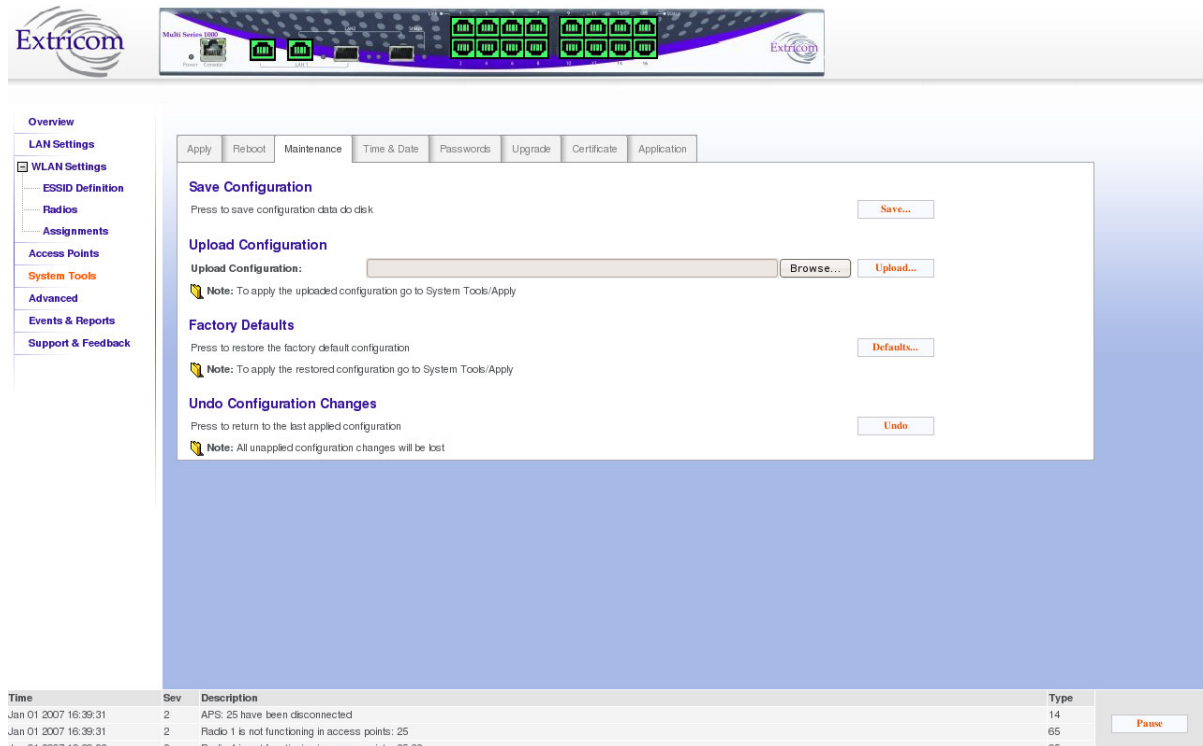 Extricom
Multi Series 1000
Power Console
LAN 1
Extricom
Overview
LAN Settings
WLAN Settings
ESSID Definition
Radios
Assignments
Access Points
System Tools
Advanced
Events & Reports
Support & Feedback
Apply Reboot Maintenance Time & Date Passwords Upgrade Certificate Application
Save Configuration
Press to save configuration data do disk Save...
Upload Configuration
Upload Configuration: Browse... Upload...
Note: To apply the uploaded configuration go to System Tools/Apply
Factory Defaults
Press to restore the factory default configuration Defaults...
Note: To apply the restored configuration go to System Tools/Apply
Undo Configuration Changes
Press to return to the last applied configuration Undo
Note: All unapplied configuration changes will be lost
Time Sev Description Type
Jan 01 2007 16:39:31 2 APS: 25 have been disconnected 14
Jan 01 2007 16:39:31 2 Radio 1 is not functioning in access points: 25 65
Pause